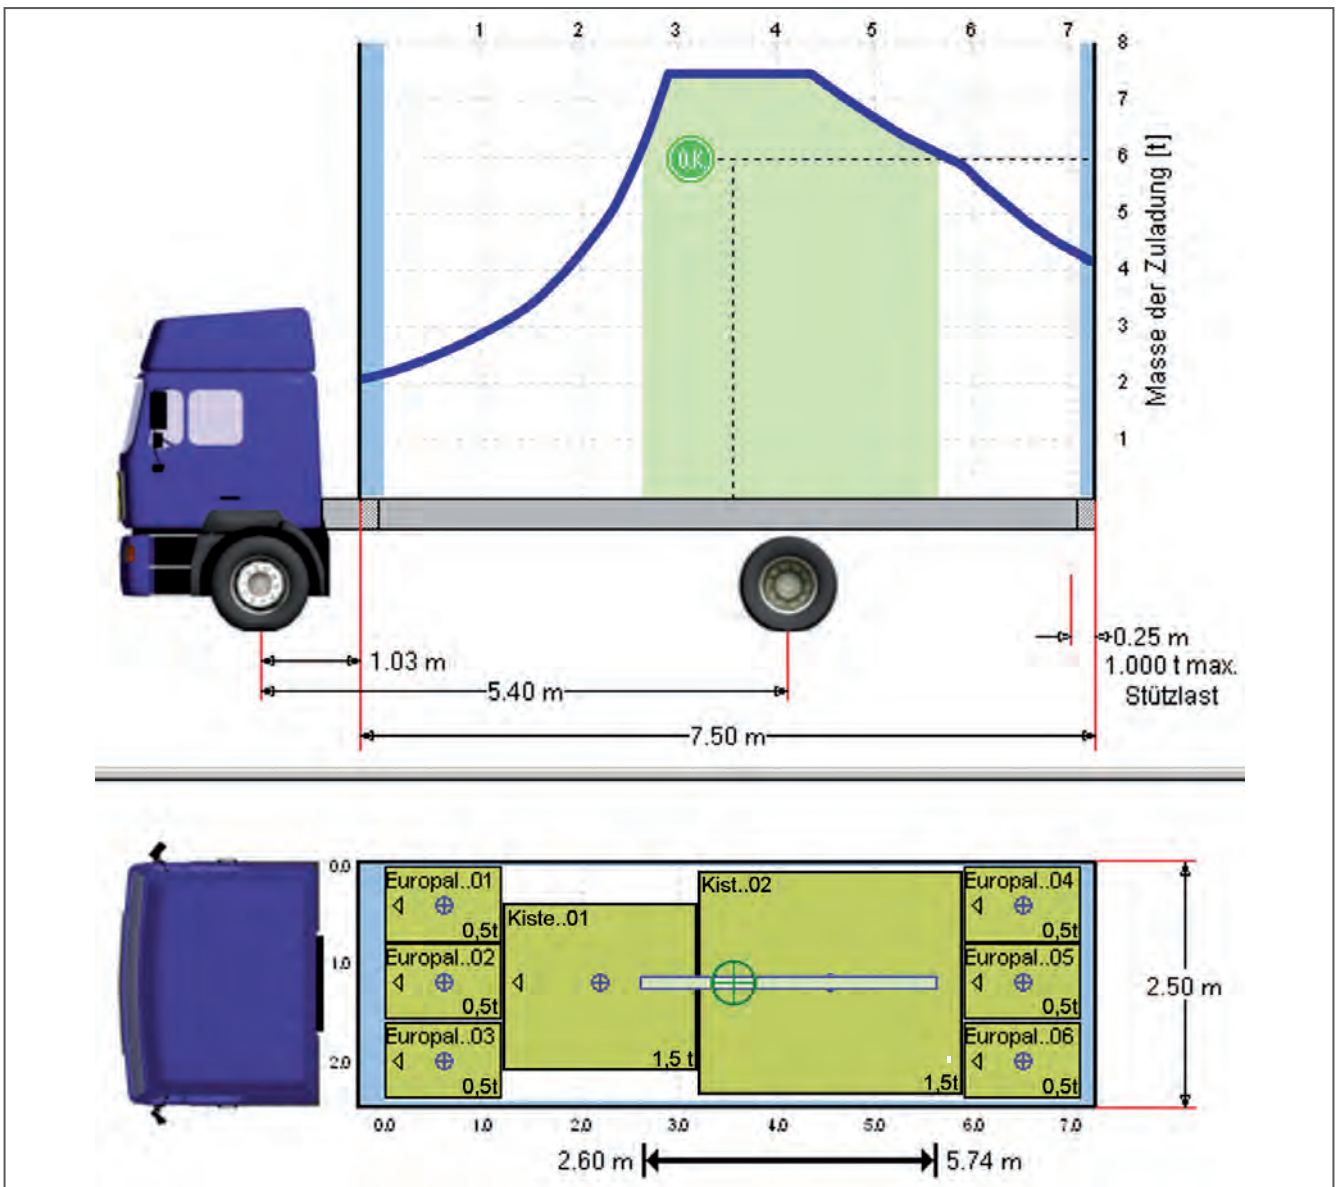 1 2 3 4 5 6 7
8
7
6
5
4
3
2
1
Masse der Zuladung [t]
O.K.
1.03 m
5.40 m
7.50 m
0.25 m
1.000 t max.
Stützlast
0.0
1.0
2.0
Europal..01
0,5t
Europal..02
0,5t
Europal..03
0,5t
Kiste..01
1,5 t
Kist..02
1,5t
Europal..04
0,5t
Europal..05
0,5t
Europal..06
0,5t
2.50 m
0.0 1.0 2.0 3.0 4.0 5.0 6.0 7.0
2.60 m 5.74 m